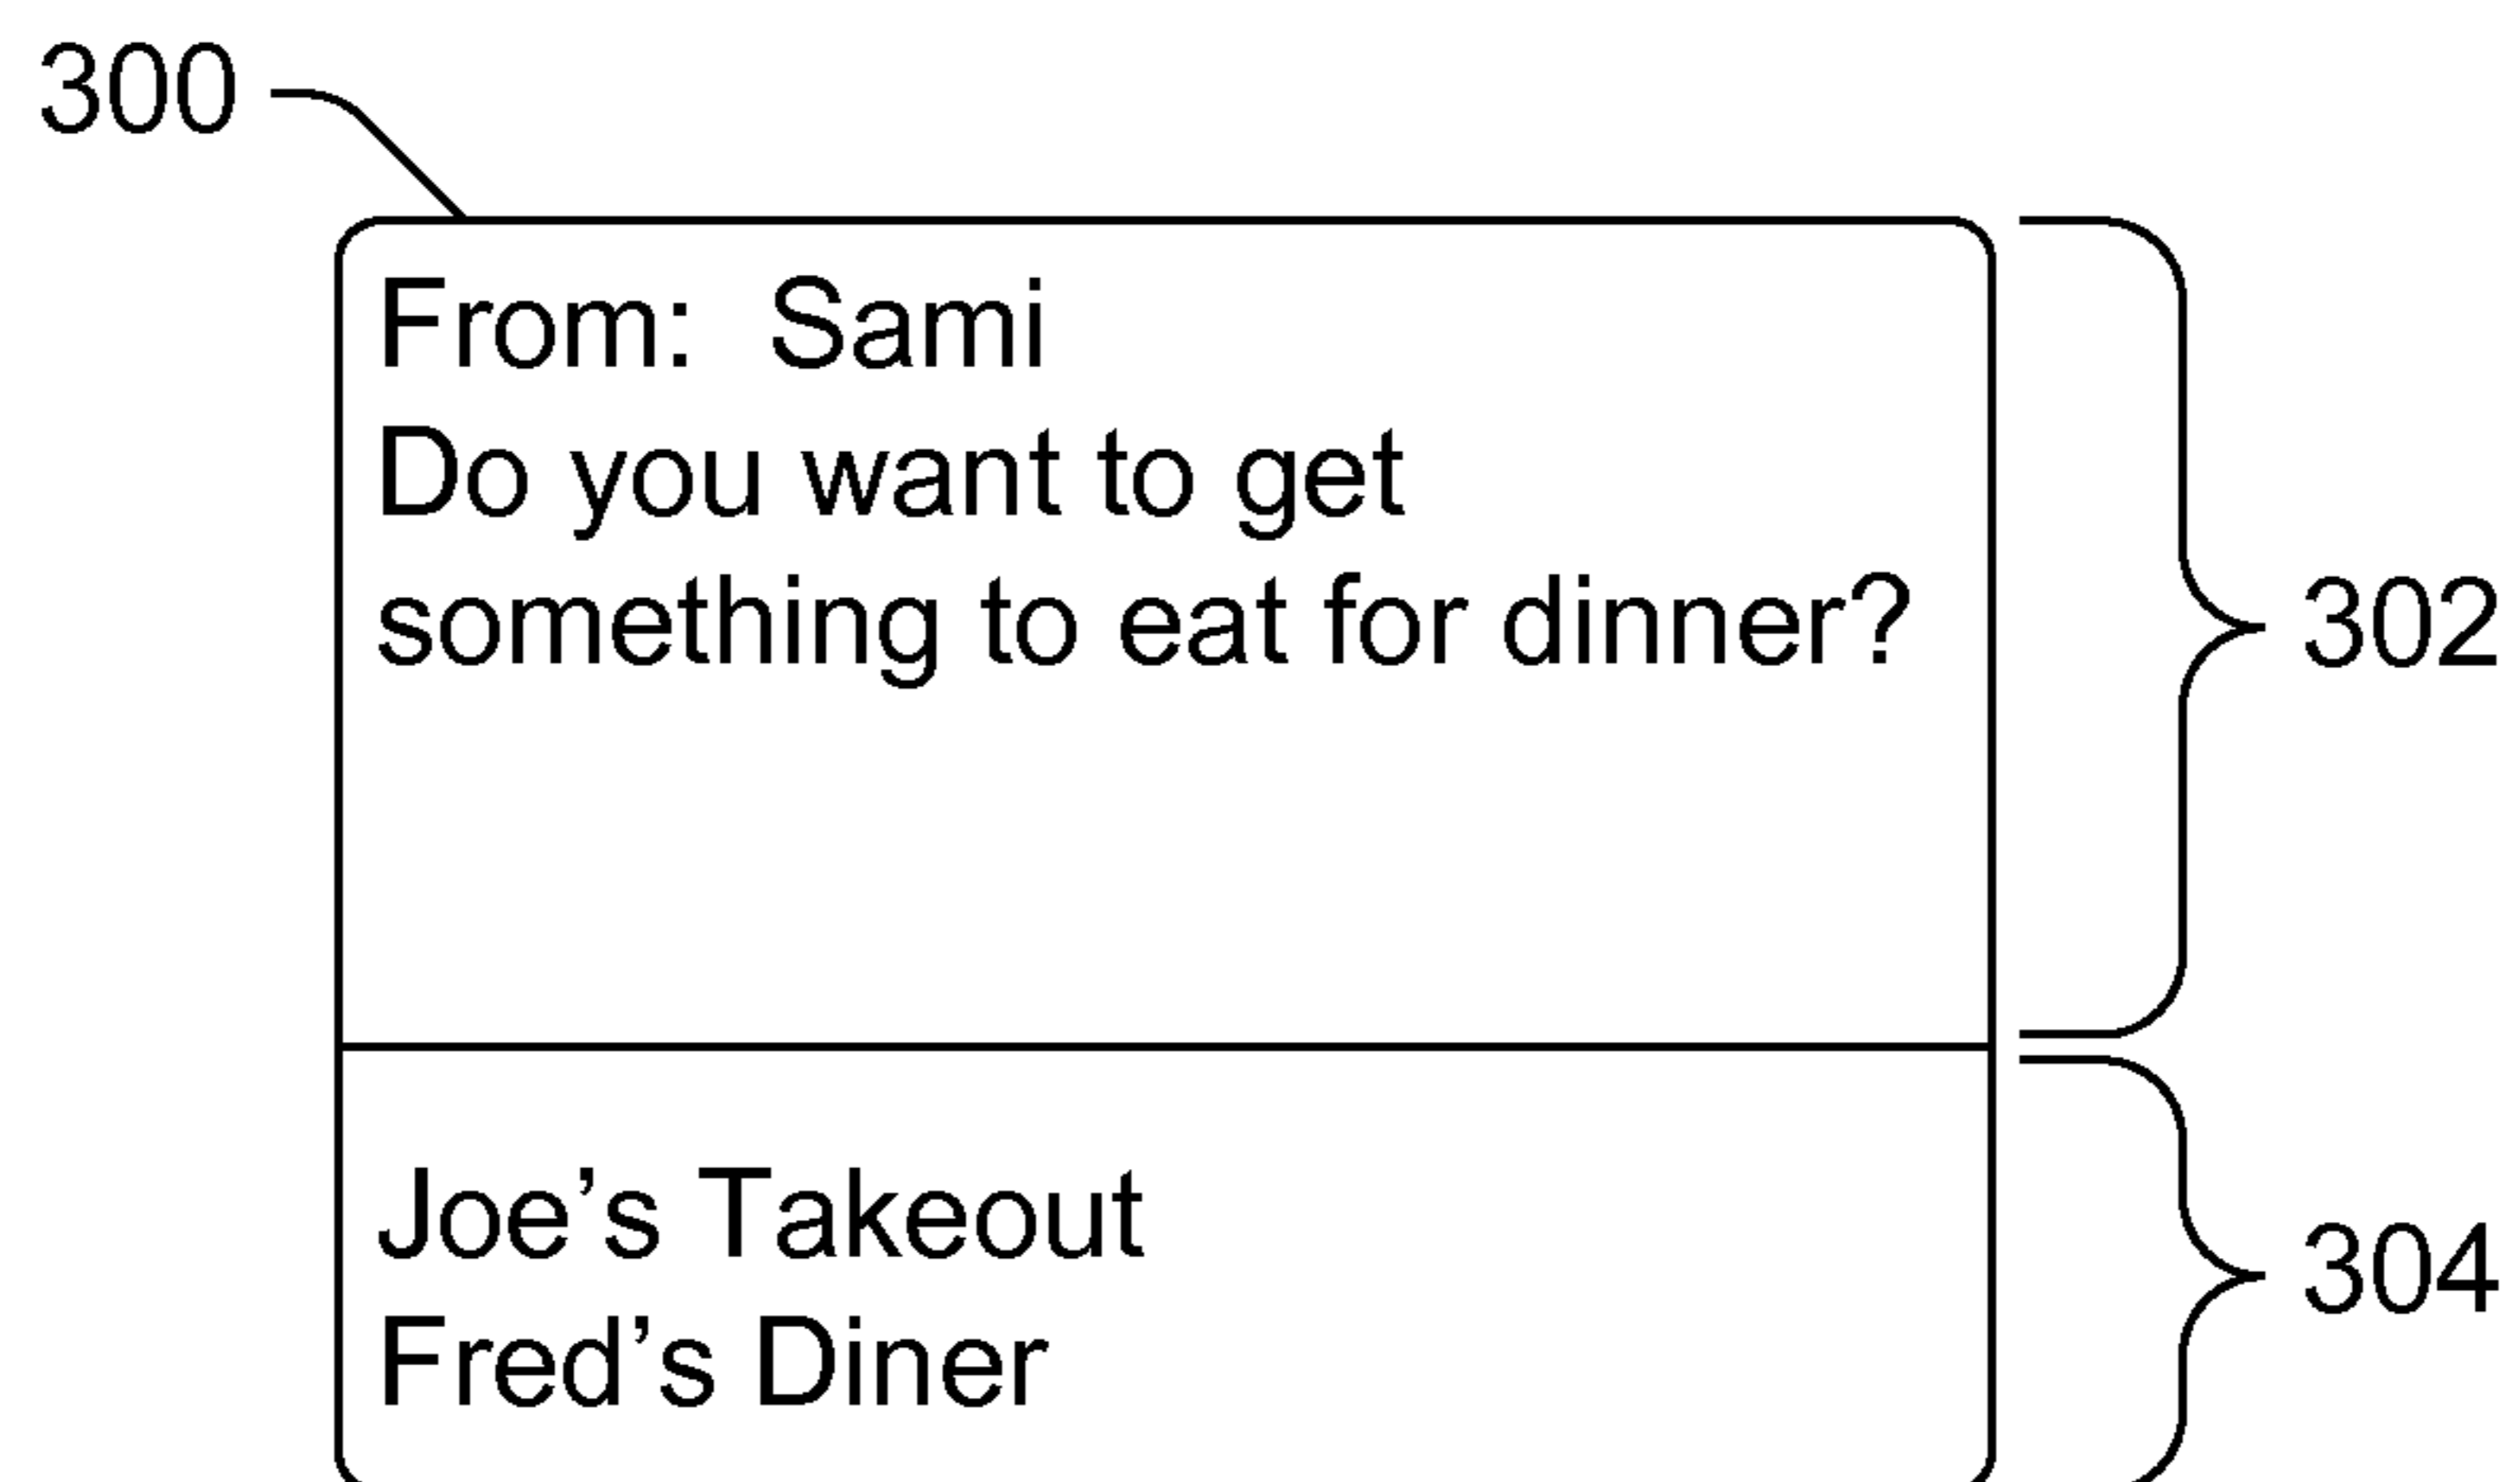 300
From: Sami
Do you want to get
something to eat for dinner?
302
Joe’s Takeout
Fred’s Diner
304